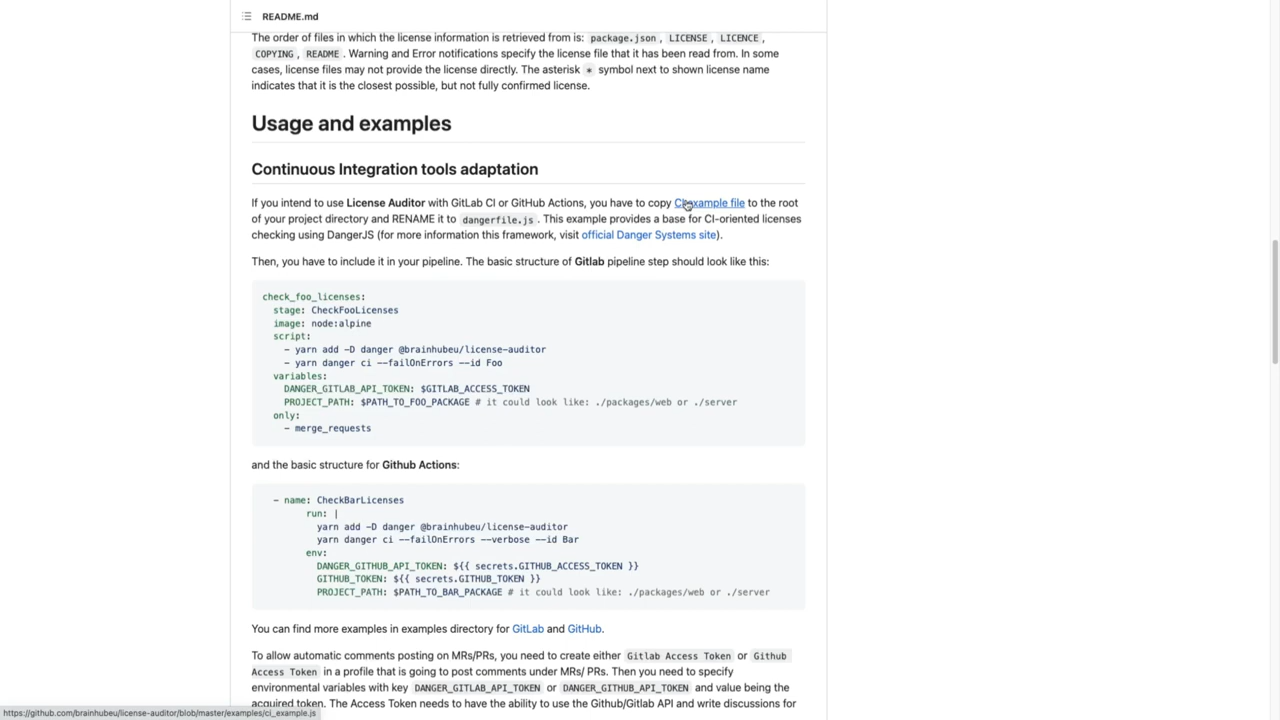 README.md
The order of files in which the license information is retrieved from is: package.json , LICENSE , LICENCE ,
COPYING , README . Warning and Error notifications specify the license file that it has been read from. In some
cases, license files may not provide the license directly. The asterisk * symbol next to shown license name
indicates that it is the closest possible, but not fully confirmed license.
Usage and examples
Continuous Integration tools adaptation
If you intend to use License Auditor with GitLab CI or GitHub Actions, you have to copy CI example file to the root
of your project directory and RENAME it to dangerfile.js . This example provides a base for CI-oriented licenses
checking using DangerJS (for more information this framework, visit official Danger Systems site).
Then, you have to include it in your pipeline. The basic structure of Gitlab pipeline step should look like this:
check_foo_licenses:
  stage: CheckFooLicenses
  image: node:alpine
  script:
    - yarn add -D danger @brainhubeu/license-auditor
    - yarn danger ci --failOnErrors --id Foo
  variables:
    DANGER_GITLAB_API_TOKEN: $GITLAB_ACCESS_TOKEN
    PROJECT_PATH: $PATH_TO_FOO_PACKAGE # it could look like: ./packages/web or ./server
  only:
    - merge_requests
and the basic structure for Github Actions:
  - name: CheckBarLicenses
        run: |
          yarn add -D danger @brainhubeu/license-auditor
          yarn danger ci --failOnErrors --verbose --id Bar
        env:
          DANGER_GITHUB_API_TOKEN: ${{ secrets.GITHUB_ACCESS_TOKEN }}
          GITHUB_TOKEN: ${{ secrets.GITHUB_TOKEN }}
          PROJECT_PATH: $PATH_TO_BAR_PACKAGE # it could look like: ./packages/web or ./server
You can find more examples in examples directory for GitLab and GitHub.
To allow automatic comments posting on MRs/PRs, you need to create either Gitlab Access Token or Github
Access Token in a profile that is going to post comments under MRs/ PRs. Then you need to specify
environmental variables with key DANGER_GITLAB_API_TOKEN or DANGER_GITHUB_API_TOKEN and value being the
acquired token. The Access Token needs to have the ability to use the Github/Gitlab API and write discussions for
https://github.com/brainhubeu/license-auditor/blob/master/examples/ci_example.js